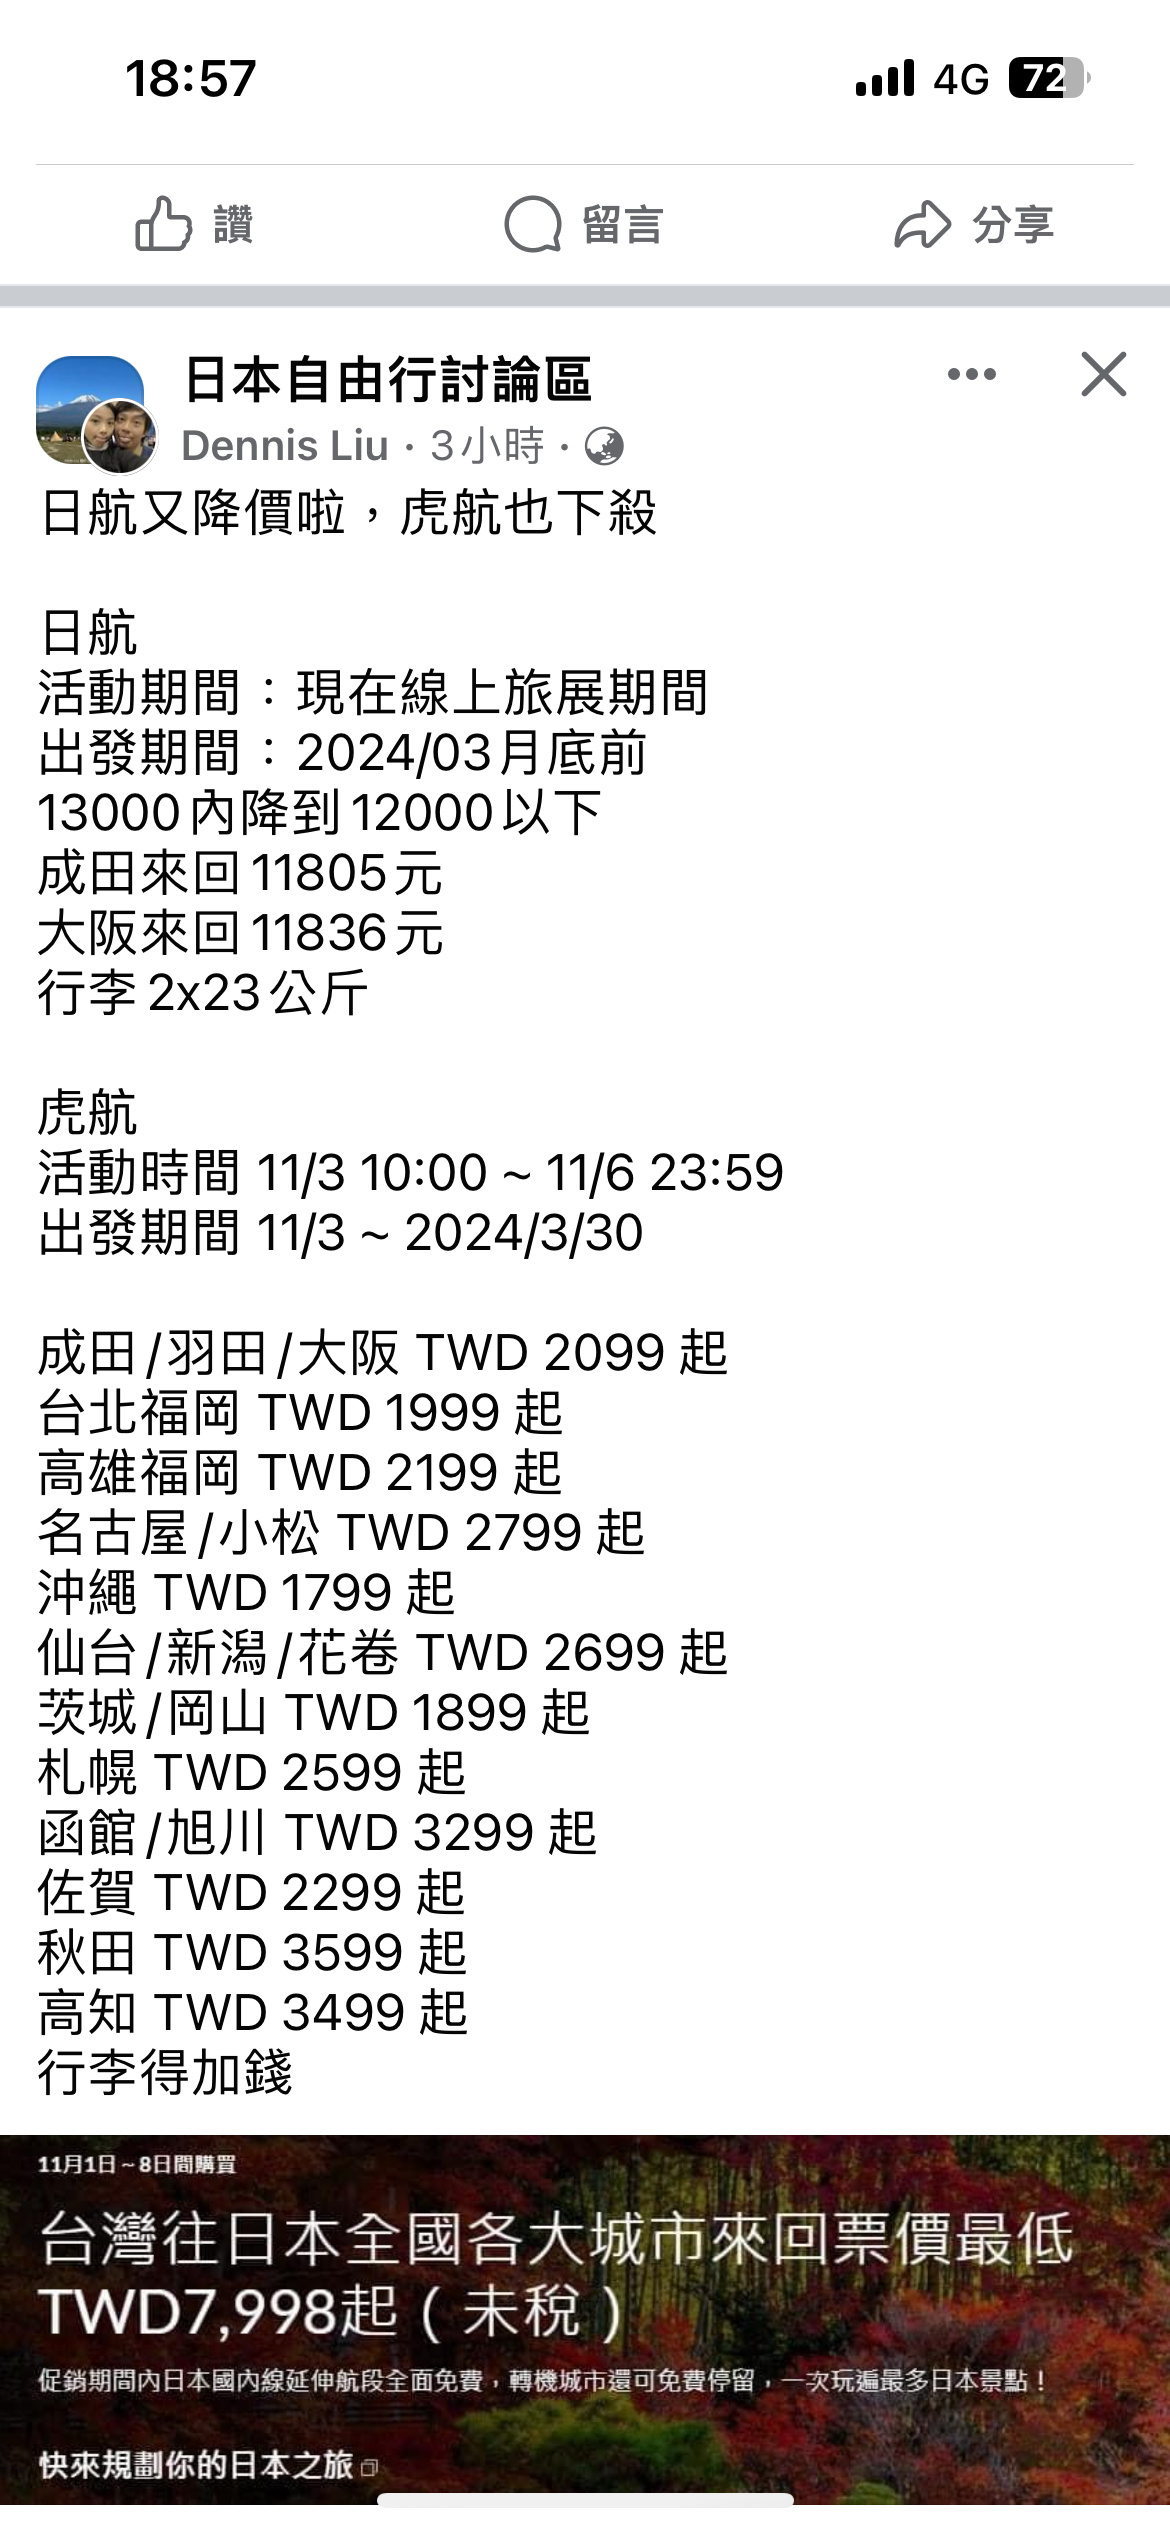 18:57
4G 72
讚 留言 分享
日本自由行討論區
Dennis Liu · 3小時 ·
日航又降價啦，虎航也下殺
日航
活動期間：現在線上旅展期間
出發期間：2024/03月底前
13000內降到12000以下
成田來回11805元
大阪來回11836元
行李2x23公斤
虎航
活動時間 11/3 10:00 ~ 11/6 23:59
出發期間 11/3 ~ 2024/3/30
成田/羽田/大阪 TWD 2099 起
台北福岡 TWD 1999 起
高雄福岡 TWD 2199 起
名古屋/小松 TWD 2799 起
沖繩 TWD 1799 起
仙台/新潟/花卷 TWD 2699 起
茨城/岡山 TWD 1899 起
札幌 TWD 2599 起
函館/旭川 TWD 3299 起
佐賀 TWD 2299 起
秋田 TWD 3599 起
高知 TWD 3499 起
行李得加錢
11月1日~8日間購買
台灣往日本全國各大城市來回票價最低
TWD7,998起（未稅）
促銷期間內日本國內線延伸航段全面免費，轉機城市還可免費停留，一次玩遍最多日本景點！
快來規劃你的日本之旅